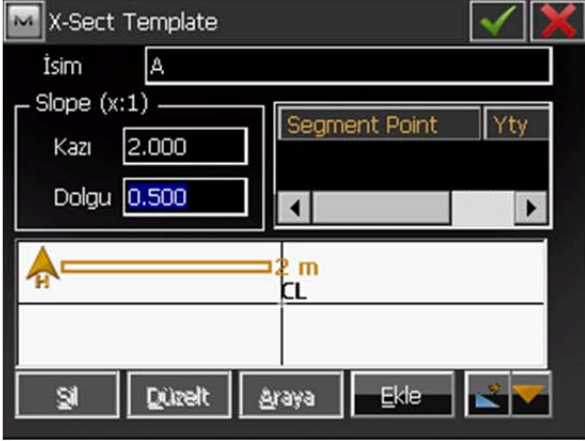 X-Sect Template
İsim A
Slope (x:1)
Kazı 2.000
Dolgu 0.500
Segment Point Yty
2 m
H
CL
Sil Düzelt Araya Ekle